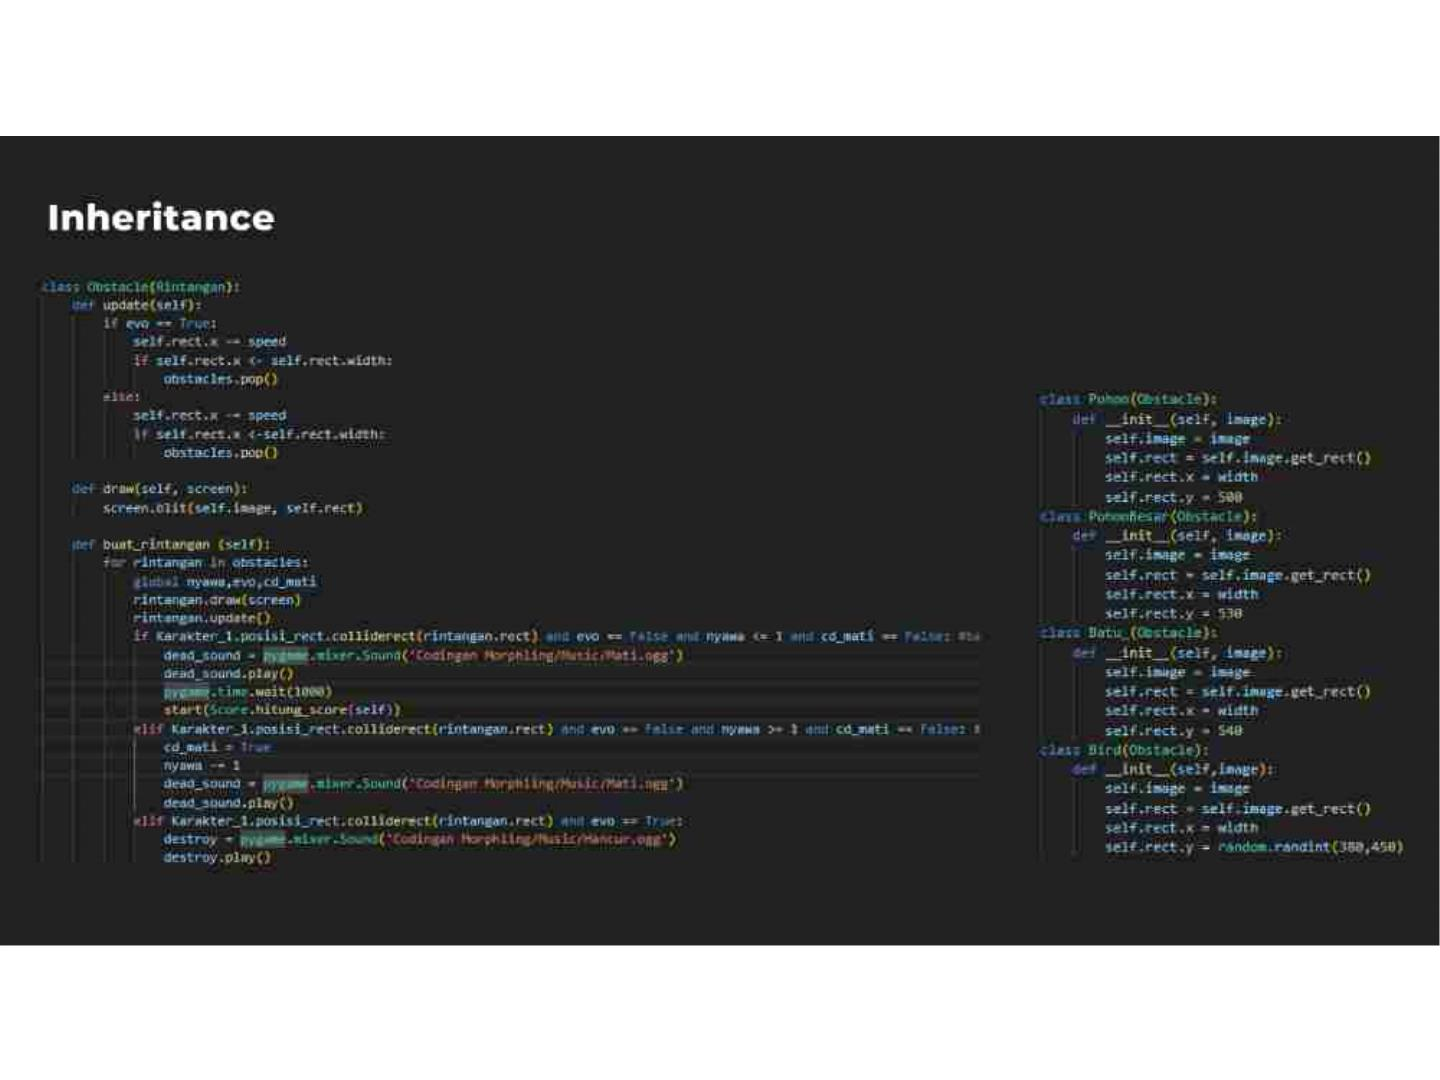 Inheritance
class Obstacle(Rintangan):
def update(self):
if evo == True:
self.rect.x -= speed
if self.rect.x <- self.rect.width:
obstacles.pop()
else:
self.rect.x -= speed
if self.rect.x <-self.rect.width:
obstacles.pop()
def draw(self, screen):
screen.blit(self.image, self.rect)
def buat_rintangan (self):
for rintangan in obstacles:
global nyawa,evo,cd_mati
rintangan.draw(screen)
rintangan.update()
if Karakter_1.posisi_rect.colliderect(rintangan.rect) and evo == False and nyawa <= 1 and cd_mati == False:
dead_sound = pygame.mixer.Sound('Codingan Morphling/Music/Mati.ogg')
dead_sound.play()
pygame.time.wait(1000)
start(Score.hitung_score(self))
elif Karakter_1.posisi_rect.colliderect(rintangan.rect) and evo == False and nyawa >= 1 and cd_mati == False:
cd_mati = True
nyawa -= 1
dead_sound = pygame.mixer.Sound('Codingan Morphling/Music/Mati.ogg')
dead_sound.play()
elif Karakter_1.posisi_rect.colliderect(rintangan.rect) and evo == True:
destroy = pygame.mixer.Sound('Codingan Morphling/Music/Hancur.ogg')
destroy.play()
class Pohon(Obstacle):
def __init__(self, image):
self.image = image
self.rect = self.image.get_rect()
self.rect.x = width
self.rect.y = 500
class PohonBesar(Obstacle):
def __init__(self, image):
self.image = image
self.rect = self.image.get_rect()
self.rect.x = width
self.rect.y = 530
class Batu_(Obstacle):
def __init__(self, image):
self.image = image
self.rect = self.image.get_rect()
self.rect.x = width
self.rect.y = 540
class Bird(Obstacle):
def __init__(self,image):
self.image = image
self.rect = self.image.get_rect()
self.rect.x = width
self.rect.y = random.randint(380,450)